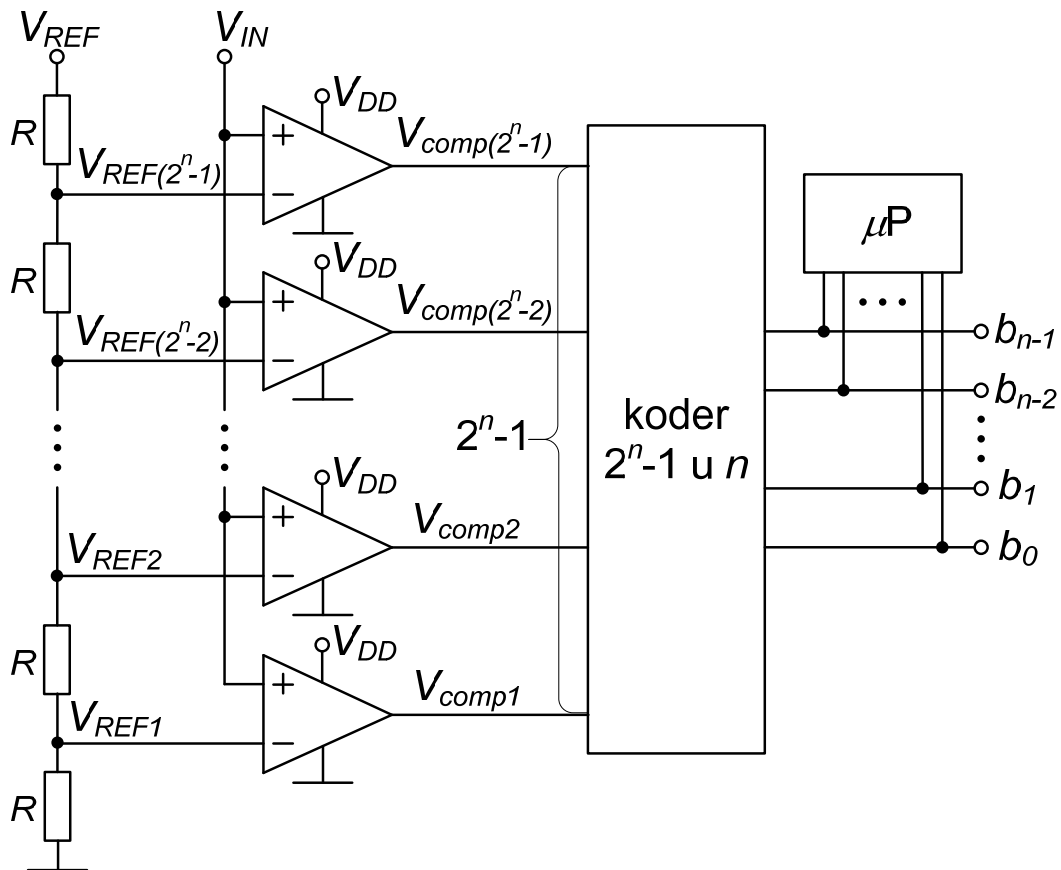 V_REF
V_IN
R
V_REF(2^n-1)
+
−
V_DD
V_comp(2^n-1)
R
V_REF(2^n-2)
+
−
V_DD
V_comp(2^n-2)
2^n-1
koder
2^n-1 u n
μP
b_n-1
b_n-2
b_1
b_0
V_REF2
+
−
V_DD
V_comp2
R
V_REF1
+
−
V_DD
V_comp1
R